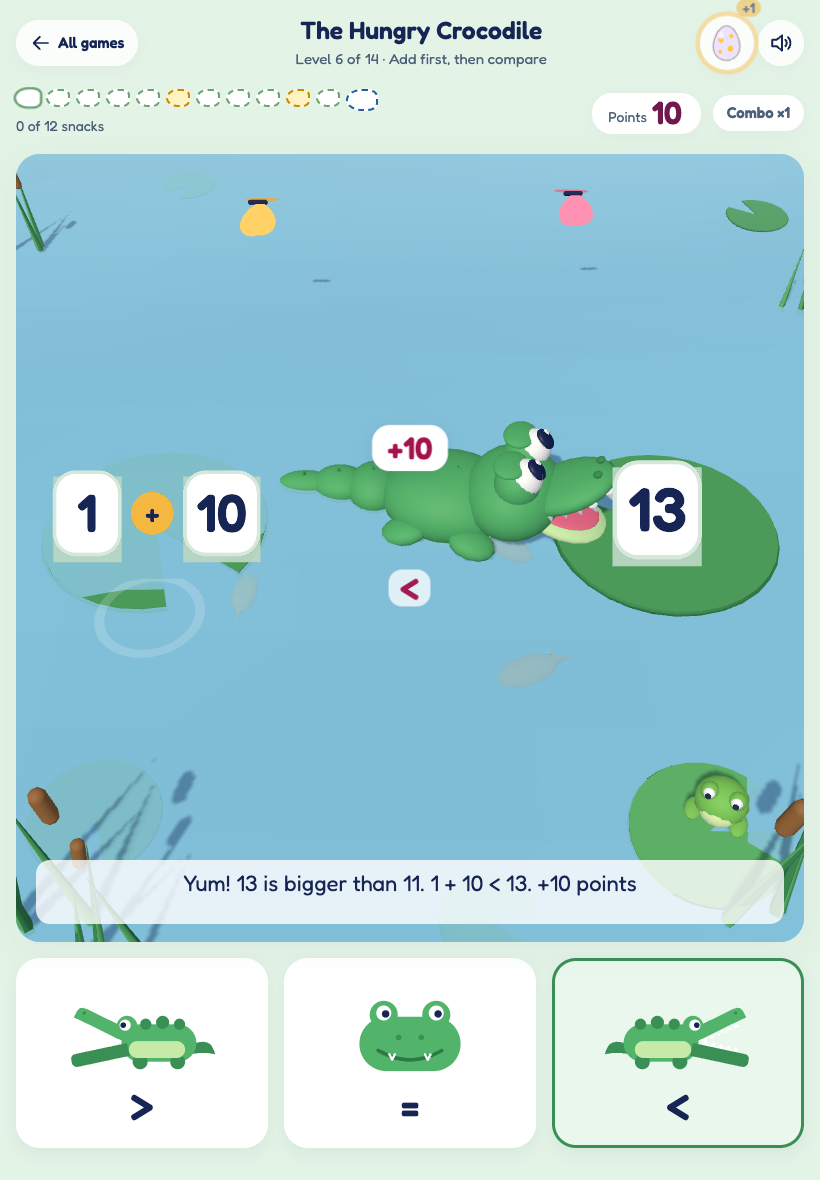 All games
The Hungry Crocodile
Level 6 of 14 · Add first, then compare
+1
0 of 12 snacks
Points 10
Combo ×1
+10
1 + 10
13
<
Yum! 13 is bigger than 11. 1 + 10 < 13. +10 points
>
=
<